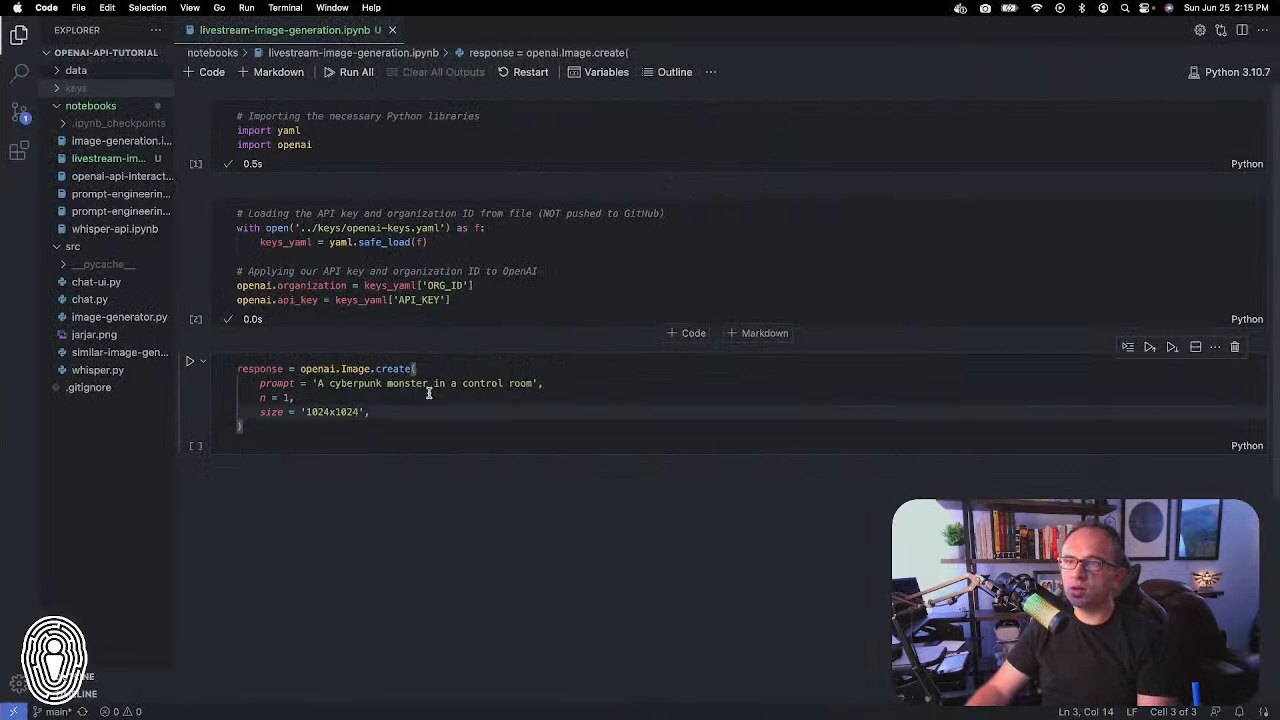 Code File Edit Selection View Go Run Terminal Window Help
Sun Jun 25 2:15 PM
EXPLORER
livestream-image-generation.ipynb U
OPENAI-API-TUTORIAL
notebooks > livestream-image-generation.ipynb > response = openai.Image.create(
+ Code + Markdown Run All Clear All Outputs Restart Variables Outline ...
Python 3.10.7
data
keys
notebooks
.ipynb_checkpoints
image-generation.i...
livestream-im... U
openai-api-interact...
prompt-engineerin...
prompt-engineerin...
whisper-api.ipynb
src
__pycache__
chat-ui.py
chat.py
image-generator.py
jarjar.png
similar-image-gen...
whisper.py
.gitignore
# Importing the necessary Python libraries
import yaml
import openai
[1] 0.5s Python
# Loading the API key and organization ID from file (NOT pushed to GitHub)
with open('../keys/openai-keys.yaml') as f:
keys_yaml = yaml.safe_load(f)
# Applying our API key and organization ID to OpenAI
openai.organization = keys_yaml['ORG_ID']
openai.api_key = keys_yaml['API_KEY']
[2] 0.0s Python
+ Code + Markdown
response = openai.Image.create(
prompt = 'A cyberpunk monster in a control room',
n = 1,
size = '1024x1024',
)
[ ] Python
main* 0 0
Ln 3, Col 14 LF Cell 3 of 3